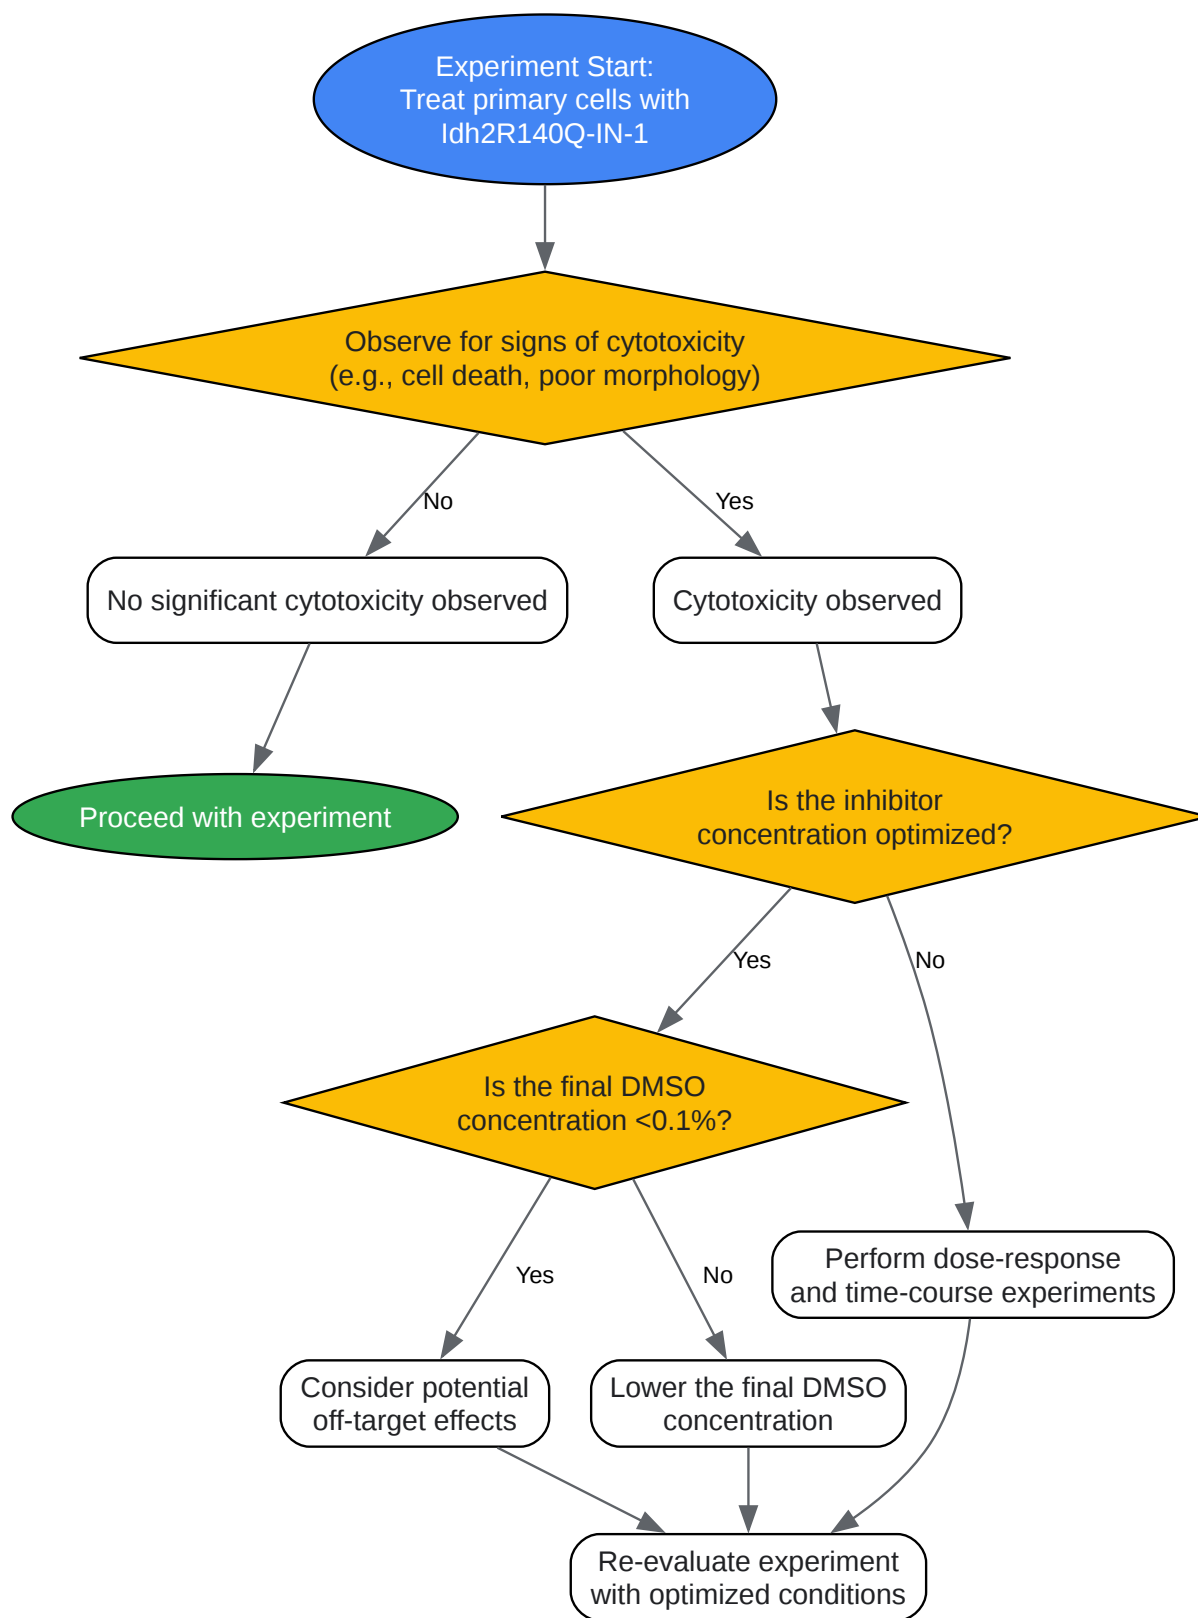 Experiment Start:
Treat primary cells with
Idh2R140Q-IN-1
Observe for signs of cytotoxicity
(e.g., cell death, poor morphology)
No
Yes
No significant cytotoxicity observed
Cytotoxicity observed
Proceed with experiment
Is the inhibitor
concentration optimized?
Yes
No
Is the final DMSO
concentration <0.1%?
Yes
No
Perform dose-response
and time-course experiments
Consider potential
off-target effects
Lower the final DMSO
concentration
Re-evaluate experiment
with optimized conditions